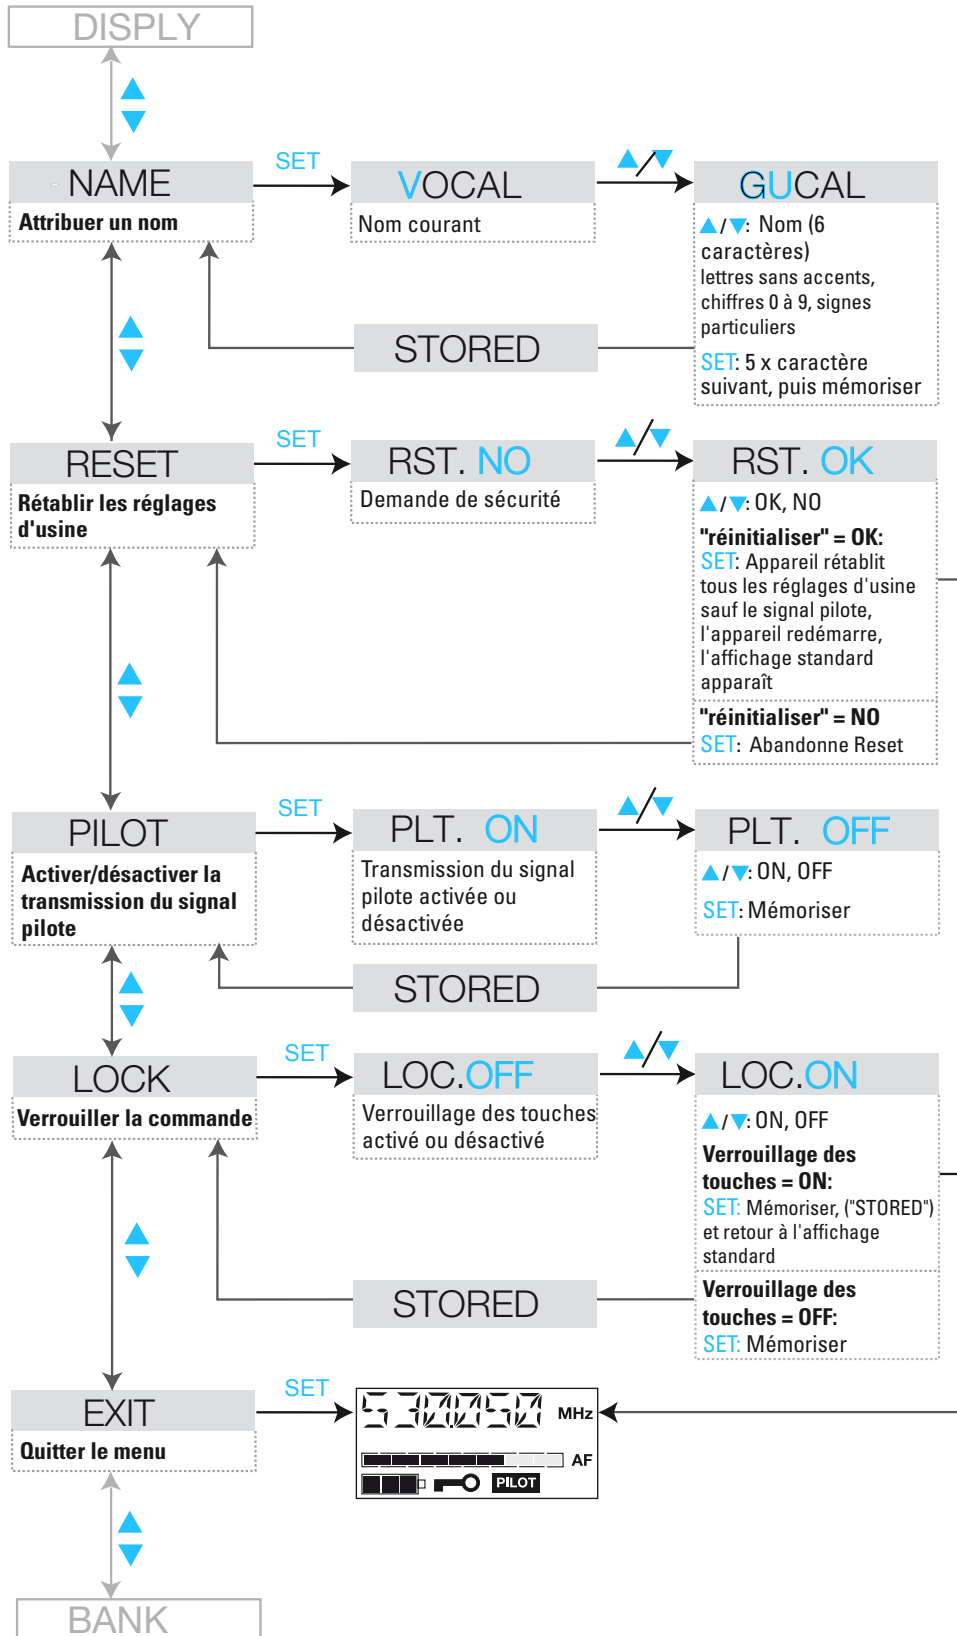 DISPLY
NAME
Attribuer un nom
SET
VOCAL
Nom courant
GUCAL
▲/▼: Nom (6
caractères)
lettres sans accents,
chiffres 0 à 9, signes
particuliers
SET: 5 x caractère
suivant, puis mémoriser
STORED
RESET
Rétablir les réglages
d'usine
SET
RST. NO
Demande de sécurité
RST. OK
▲/▼: OK, NO
"réinitialiser" = OK:
SET: Appareil rétablit
tous les réglages d'usine
sauf le signal pilote,
l'appareil redémarre,
l'affichage standard
apparaît
"réinitialiser" = NO
SET: Abandonne Reset
PILOT
Activer/désactiver la
transmission du signal
pilote
SET
PLT. ON
Transmission du signal
pilote activée ou
désactivée
PLT. OFF
▲/▼: ON, OFF
SET: Mémoriser
STORED
LOCK
Verrouiller la commande
SET
LOC.OFF
Verrouillage des touches
activé ou désactivé
LOC.ON
▲/▼: ON, OFF
Verrouillage des
touches = ON:
SET: Mémoriser, ("STORED")
et retour à l'affichage
standard
Verrouillage des
touches = OFF:
SET: Mémoriser
STORED
EXIT
Quitter le menu
SET
530.050 MHz
AF
PILOT
BANK